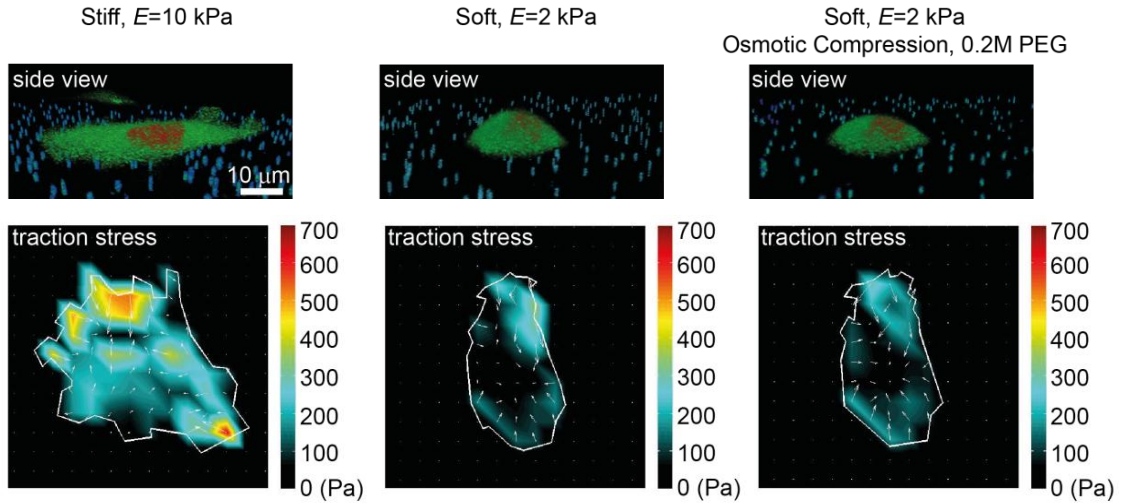 Stiff, E=10 kPa
Soft, E=2 kPa
Soft, E=2 kPa
Osmotic Compression, 0.2M PEG
side view
10 μm
side view
side view
traction stress
700
600
500
400
300
200
100
0 (Pa)
traction stress
700
600
500
400
300
200
100
0 (Pa)
traction stress
700
600
500
400
300
200
100
0 (Pa)